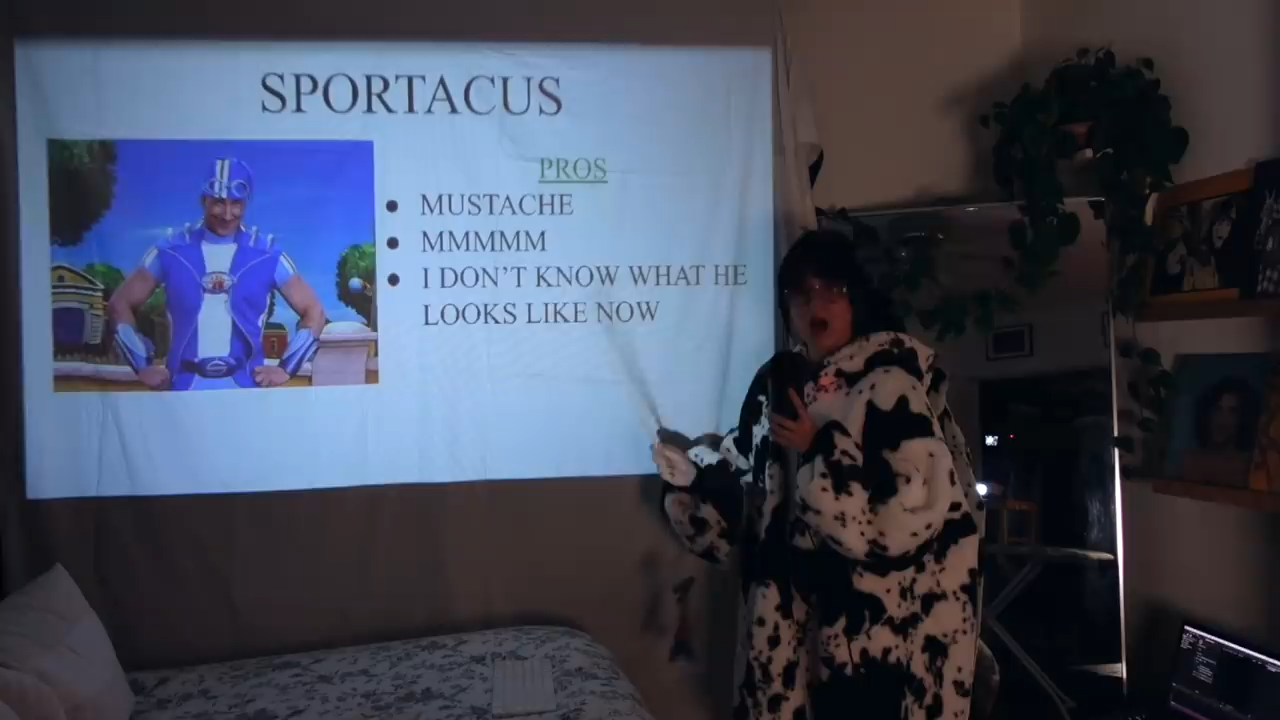 SPORTACUS
PROS
● MUSTACHE
● MMMMM
● I DON'T KNOW WHAT HE
LOOKS LIKE NOW